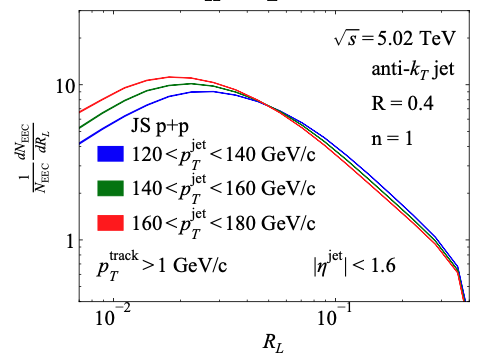 √s = 5.02 TeV
anti-k_T jet
R = 0.4
n = 1
JS p+p
120 < p_T^jet < 140 GeV/c
140 < p_T^jet < 160 GeV/c
160 < p_T^jet < 180 GeV/c
p_T^track > 1 GeV/c
|η^jet| < 1.6
10
1
1/N_EEC dN_EEC/dR_L
10^-2
10^-1
R_L